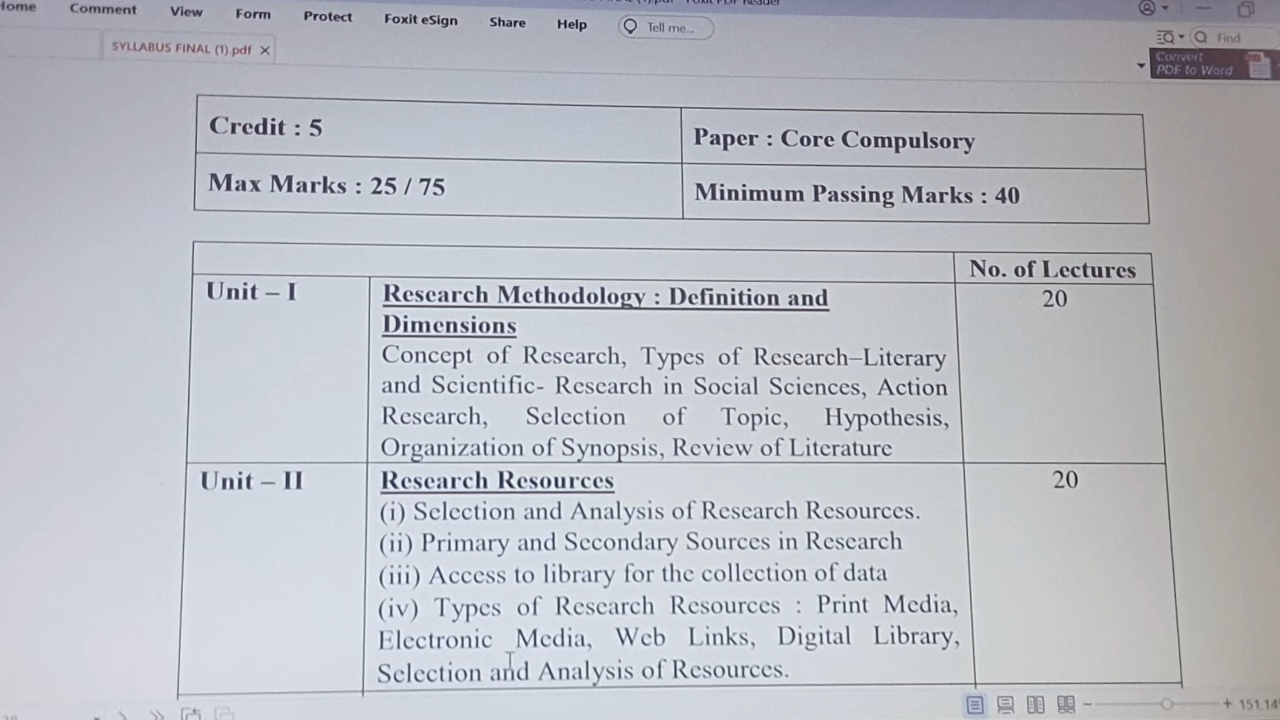 Home Comment View Form Protect Foxit eSign Share Help Tell me...
Find
SYLLABUS FINAL (1).pdf ×
Convert
PDF to Word
Credit : 5
Paper : Core Compulsory
Max Marks : 25 / 75
Minimum Passing Marks : 40
No. of Lectures
Unit – I
Research Methodology : Definition and
20
Dimensions
Concept of Research, Types of Research–Literary
and Scientific- Research in Social Sciences, Action
Research, Selection of Topic, Hypothesis,
Organization of Synopsis, Review of Literature
Unit – II
Research Resources
20
(i) Selection and Analysis of Research Resources.
(ii) Primary and Secondary Sources in Research
(iii) Access to library for the collection of data
(iv) Types of Research Resources : Print Media,
Electronic Media, Web Links, Digital Library,
Selection and Analysis of Resources.